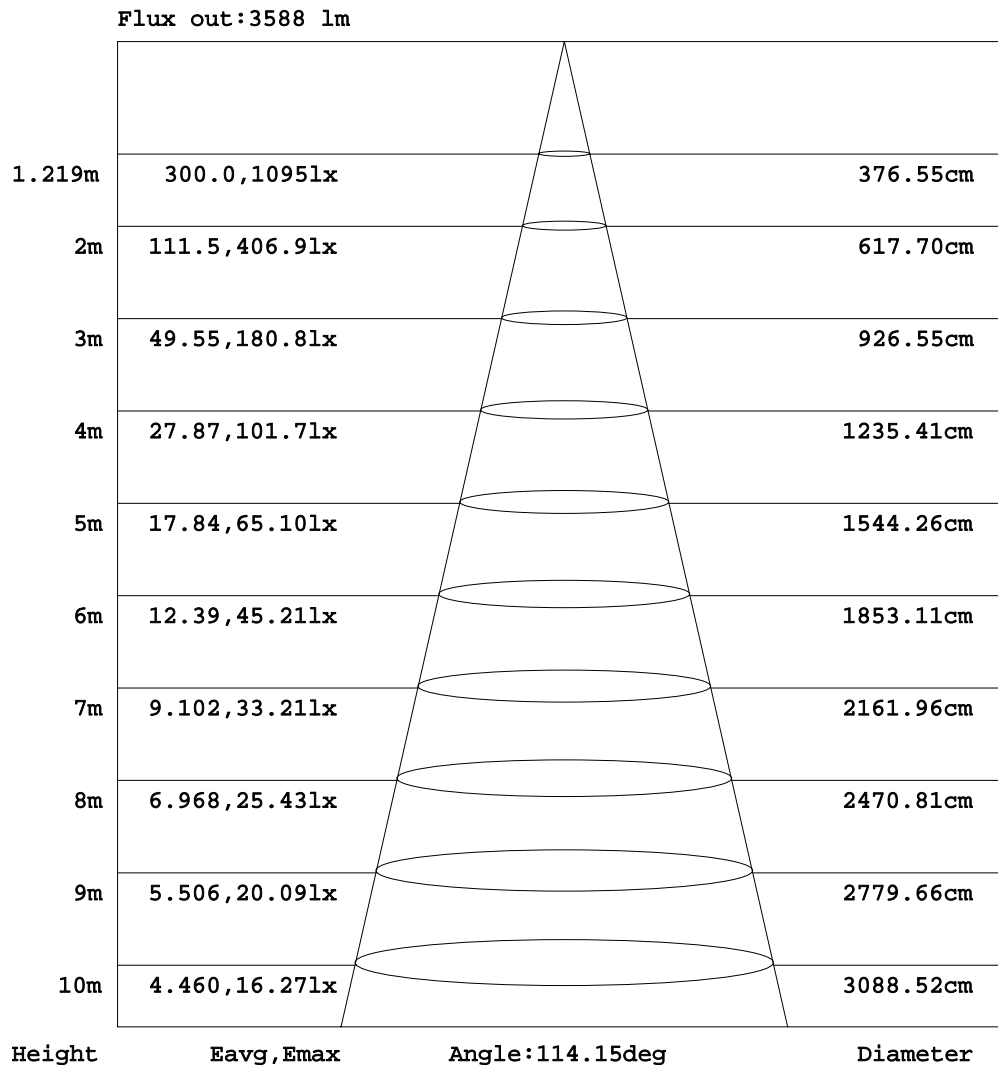 Flux out:3588 lm
1.219m 300.0,1095lx 376.55cm
2m 111.5,406.9lx 617.70cm
3m 49.55,180.8lx 926.55cm
4m 27.87,101.7lx 1235.41cm
5m 17.84,65.10lx 1544.26cm
6m 12.39,45.21lx 1853.11cm
7m 9.102,33.21lx 2161.96cm
8m 6.968,25.43lx 2470.81cm
9m 5.506,20.09lx 2779.66cm
10m 4.460,16.27lx 3088.52cm
Height Eavg,Emax Angle:114.15deg Diameter